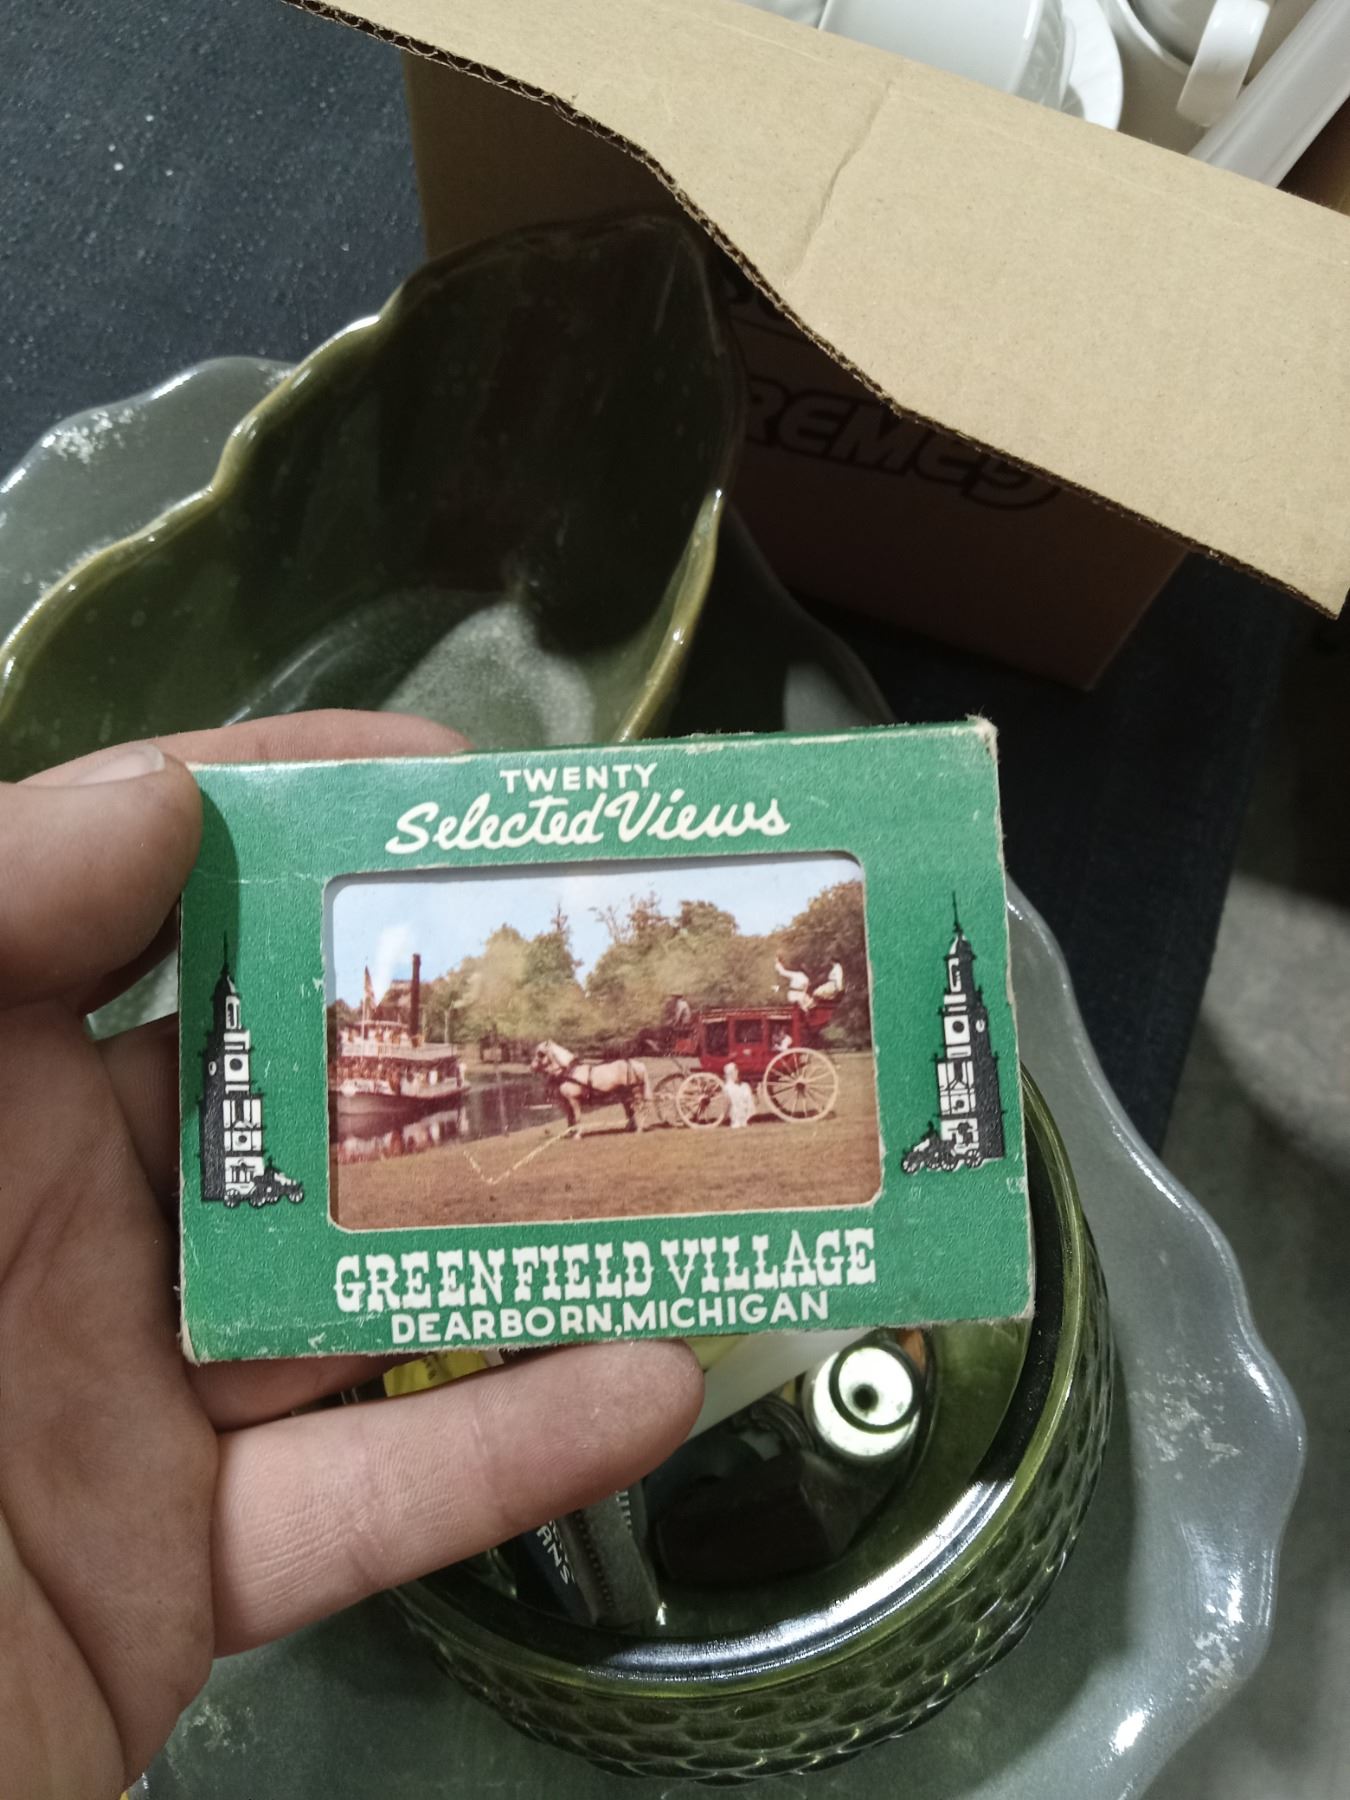 TWENTY
Selected Views
GREENFIELD VILLAGE
DEARBORN, MICHIGAN